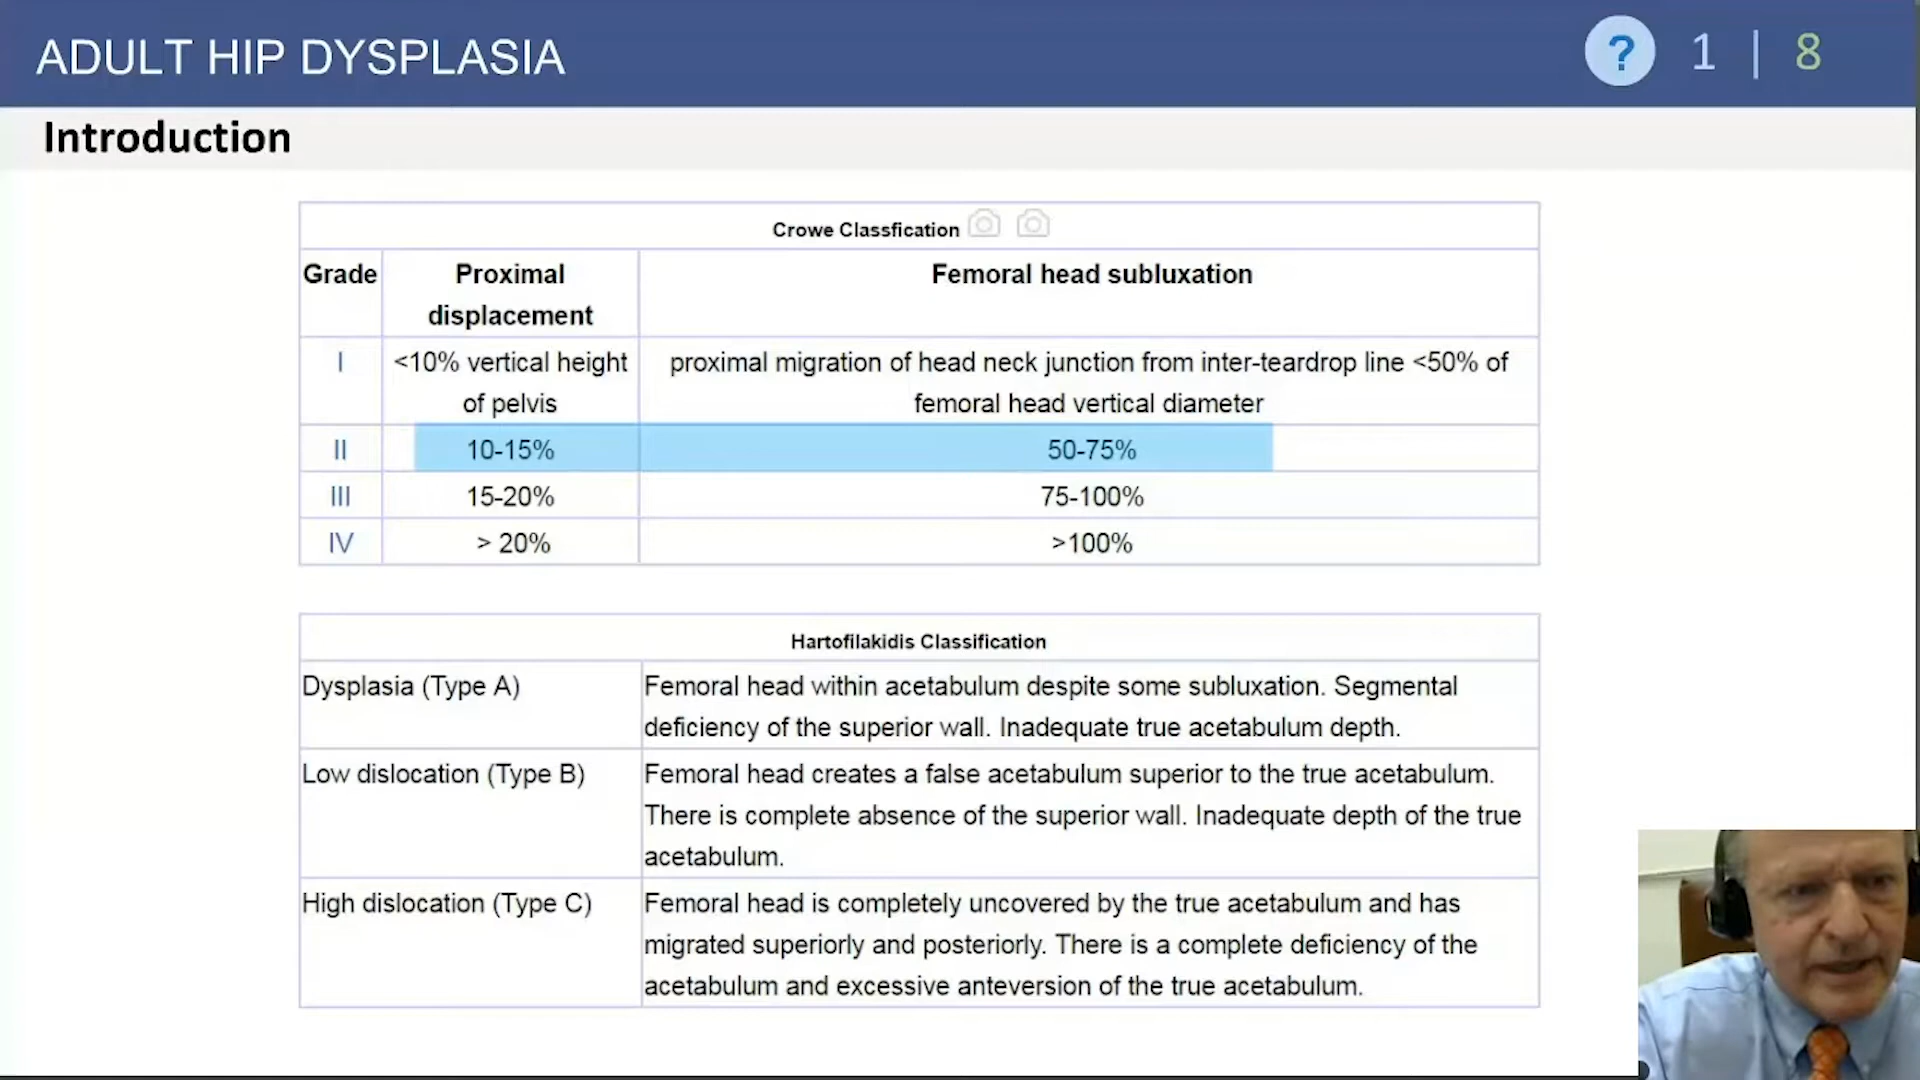 ADULT HIP DYSPLASIA
? 1 | 8
Introduction
Crowe Classfication
Grade Proximal displacement Femoral head subluxation
I <10% vertical height of pelvis proximal migration of head neck junction from inter-teardrop line <50% of femoral head vertical diameter
II 10-15% 50-75%
III 15-20% 75-100%
IV > 20% >100%
Hartofilakidis Classification
Dysplasia (Type A) Femoral head within acetabulum despite some subluxation. Segmental
deficiency of the superior wall. Inadequate true acetabulum depth.
Low dislocation (Type B) Femoral head creates a false acetabulum superior to the true acetabulum.
There is complete absence of the superior wall. Inadequate depth of the true
acetabulum.
High dislocation (Type C) Femoral head is completely uncovered by the true acetabulum and has
migrated superiorly and posteriorly. There is a complete deficiency of the
acetabulum and excessive anteversion of the true acetabulum.